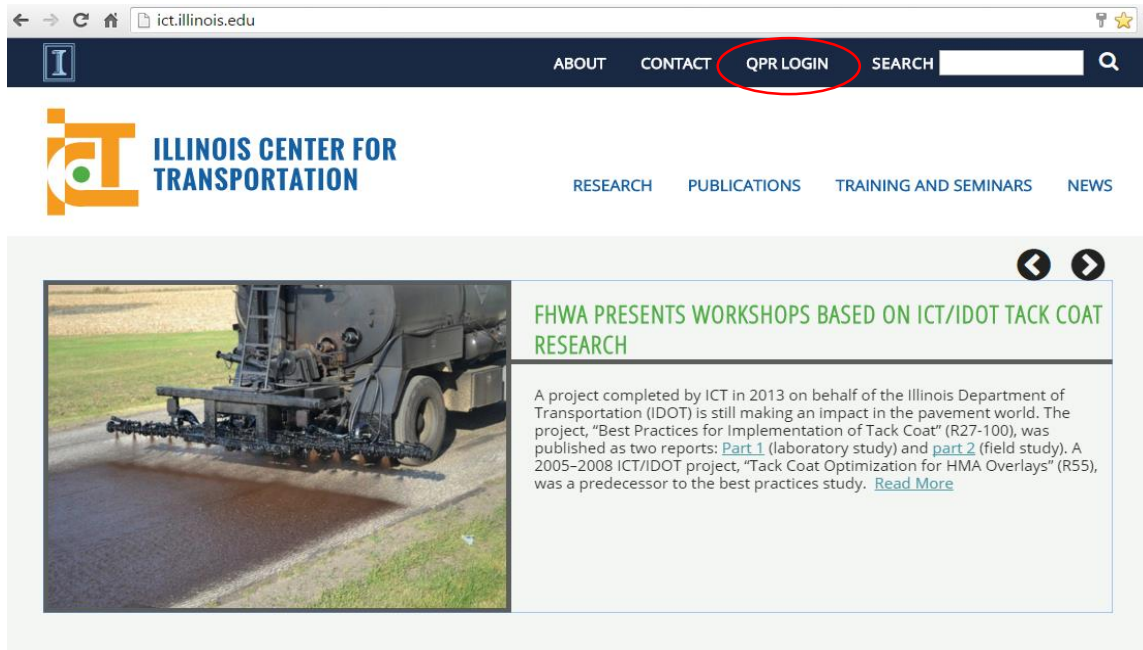 ict.illinois.edu
I
ABOUT CONTACT QPR LOGIN SEARCH
ict
ILLINOIS CENTER FOR
TRANSPORTATION
RESEARCH PUBLICATIONS TRAINING AND SEMINARS NEWS
FHWA PRESENTS WORKSHOPS BASED ON ICT/IDOT TACK COAT
RESEARCH
A project completed by ICT in 2013 on behalf of the Illinois Department of
Transportation (IDOT) is still making an impact in the pavement world. The
project, “Best Practices for Implementation of Tack Coat” (R27-100), was
published as two reports: Part 1 (laboratory study) and part 2 (field study). A
2005–2008 ICT/IDOT project, “Tack Coat Optimization for HMA Overlays” (R55),
was a predecessor to the best practices study. Read More